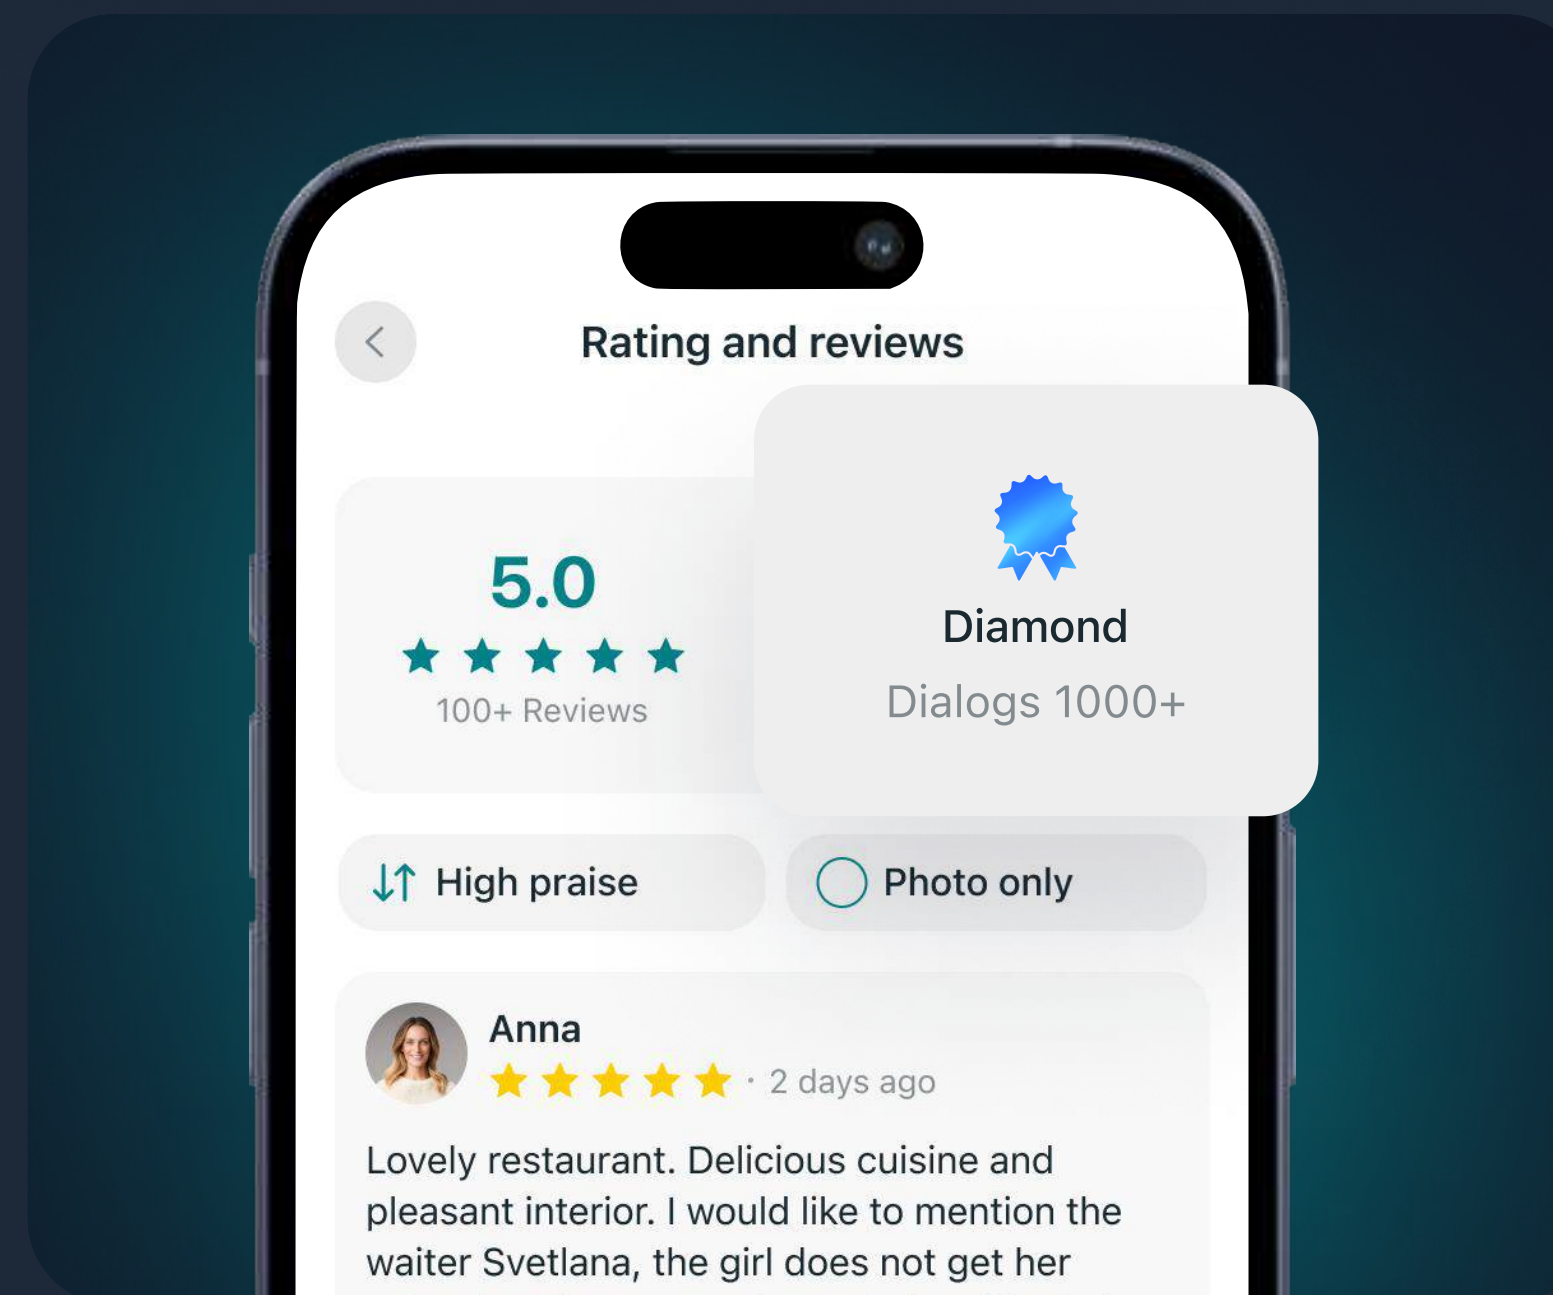 Rating and reviews
5.0
100+ Reviews
Diamond
Dialogs 1000+
High praise
Photo only
Anna
· 2 days ago
Lovely restaurant. Delicious cuisine and
pleasant interior. I would like to mention the
waiter Svetlana, the girl does not get her